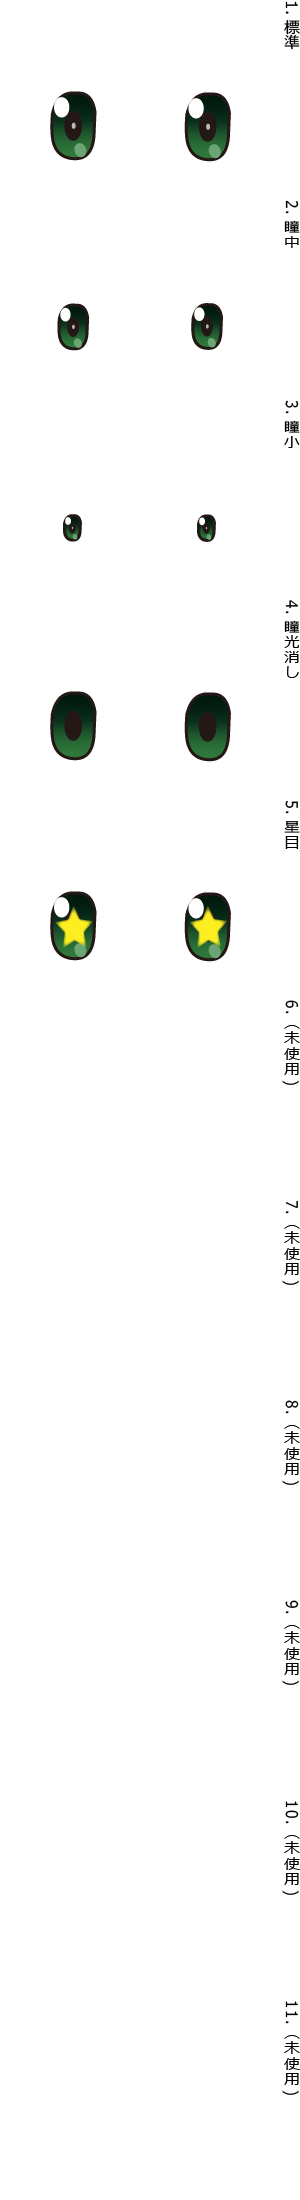 1. 標準
2. 瞳中
3. 瞳小
4. 瞳光消し
5. 星目
6. (未使用)
7. (未使用)
8. (未使用)
9. (未使用)
10. (未使用)
11. (未使用)